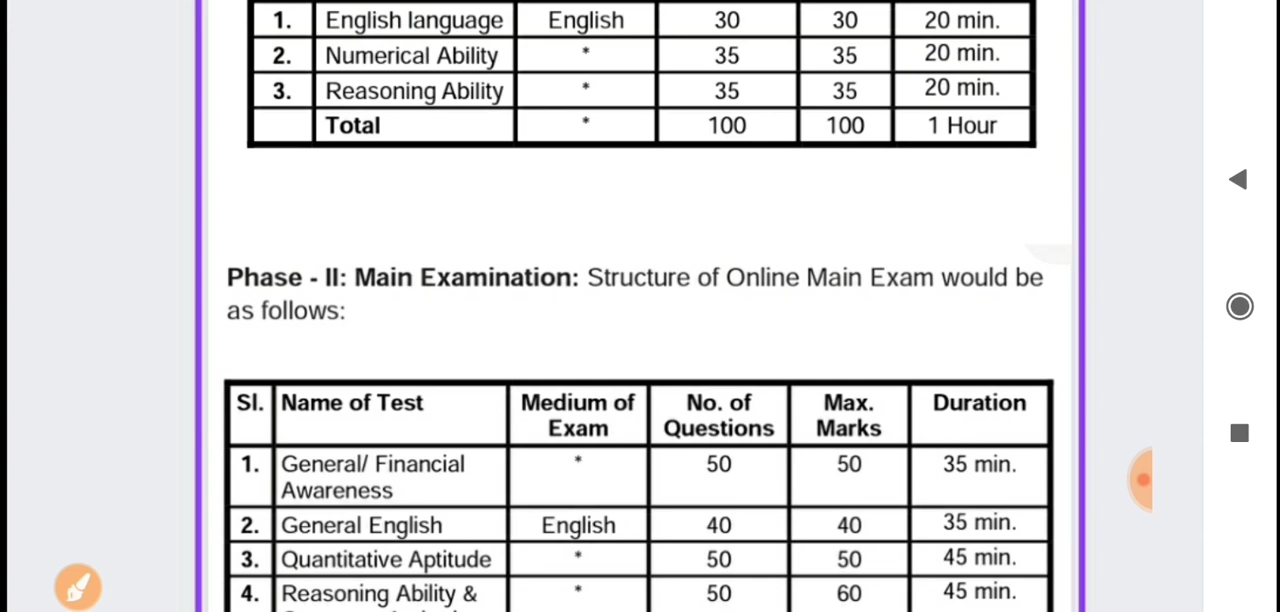 1. English language English 30 30 20 min.
2. Numerical Ability * 35 35 20 min.
3. Reasoning Ability * 35 35 20 min.
Total * 100 100 1 Hour
Phase - II: Main Examination: Structure of Online Main Exam would be
as follows:
Sl. Name of Test Medium of Exam No. of Questions Max. Marks Duration
1. General/ Financial Awareness * 50 50 35 min.
2. General English English 40 40 35 min.
3. Quantitative Aptitude * 50 50 45 min.
4. Reasoning Ability & * 50 60 45 min.